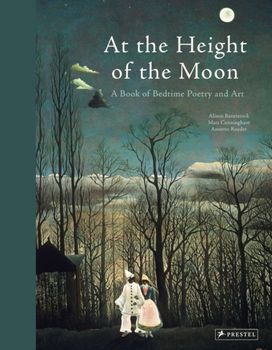 At the Height
of the Moon
A Book of Bedtime Poetry and Art
Alison Baverstock
Matt Cunningham
Annette Roeder
PRESTEL